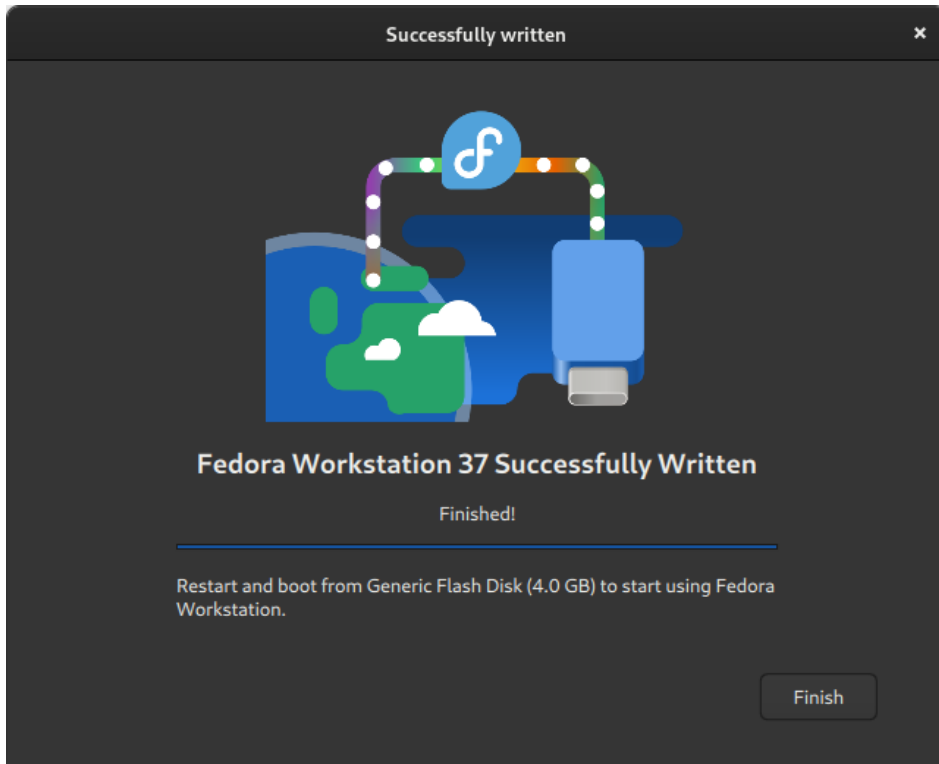 Successfully written
Fedora Workstation 37 Successfully Written
Finished!
Restart and boot from Generic Flash Disk (4.0 GB) to start using Fedora
Workstation.
Finish